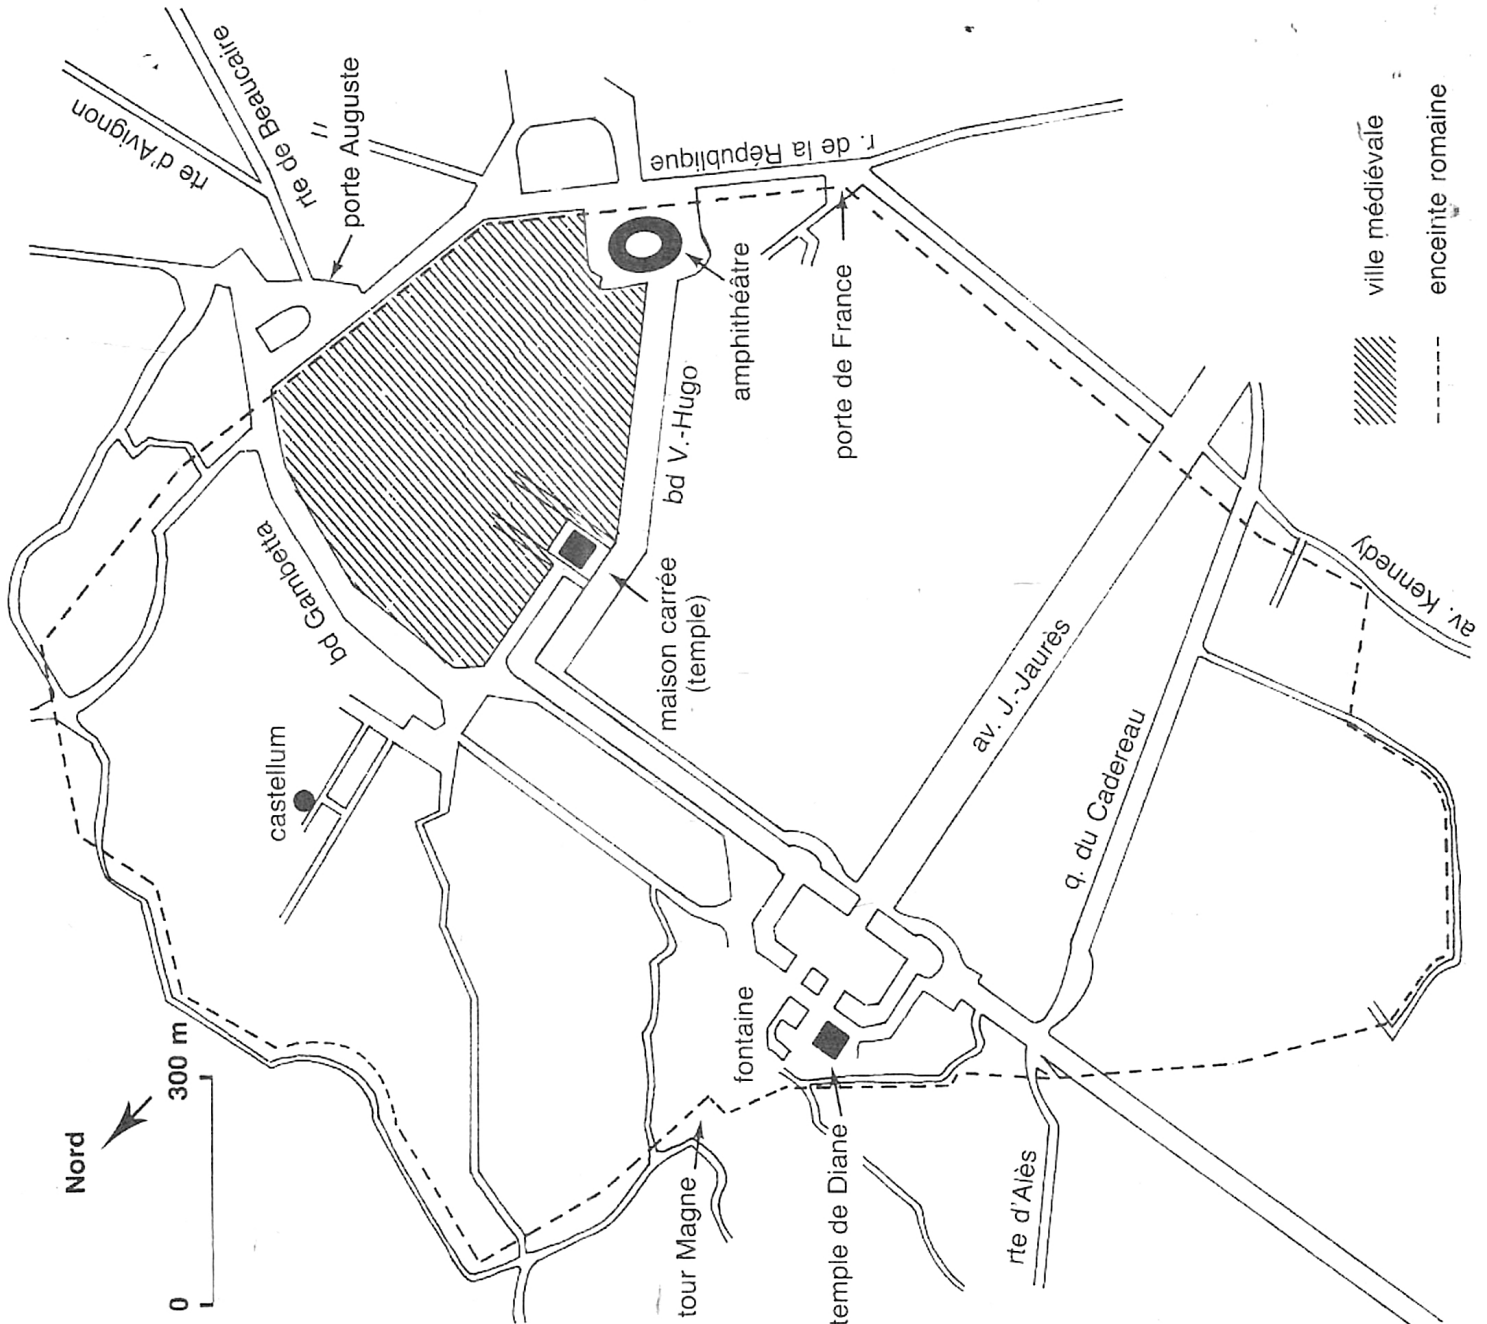 rte d'Avignon
rte de Beaucaire
porte Auguste
r. de la République
amphithéâtre
porte de France
bd V.-Hugo
bd Gambetta
maison carrée
(temple)
castellum
av. J.-Jaurès
q. du Cadereau
av. Kennedy
fontaine
tour Magne
temple de Diane
rte d'Alès
Nord
0 300 m
ville médiévale
enceinte romaine